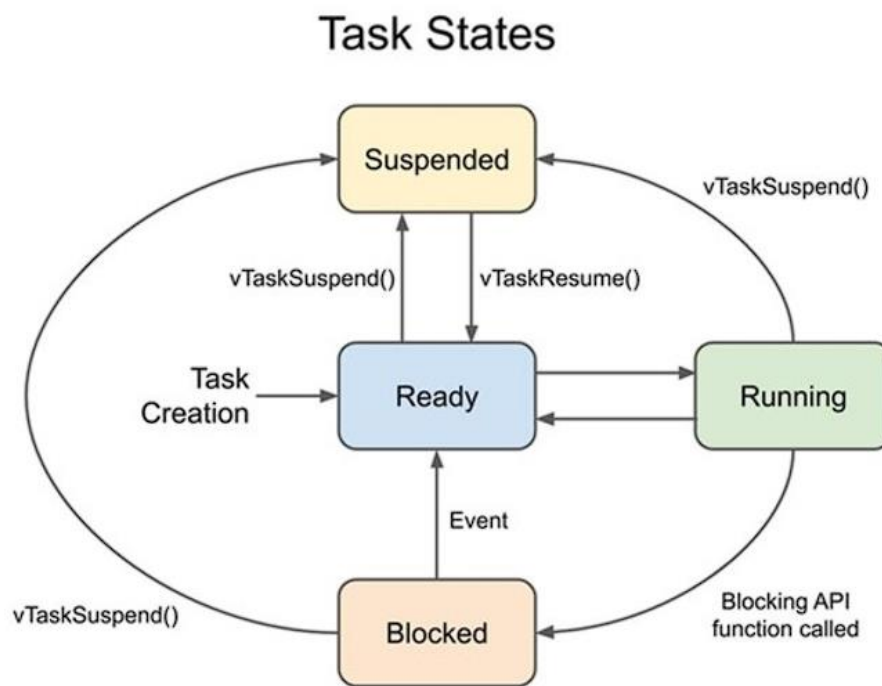 Task States
Suspended
vTaskSuspend()
vTaskSuspend()
vTaskResume()
Task
Creation
Ready
Running
Event
vTaskSuspend()
Blocked
Blocking API
function called